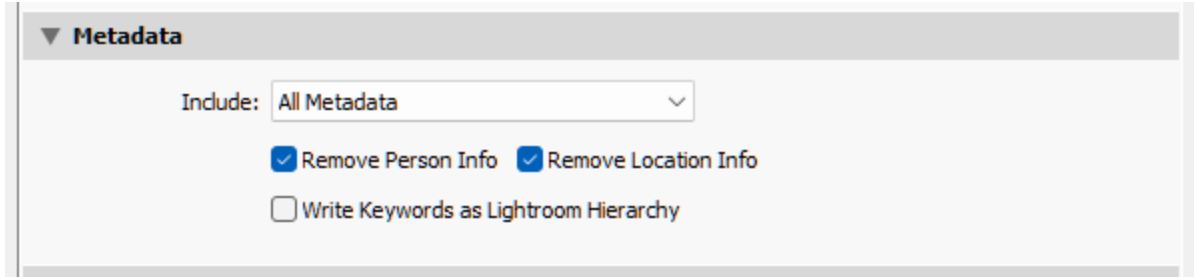 Metadata
Include: All Metadata
Remove Person Info Remove Location Info
Write Keywords as Lightroom Hierarchy